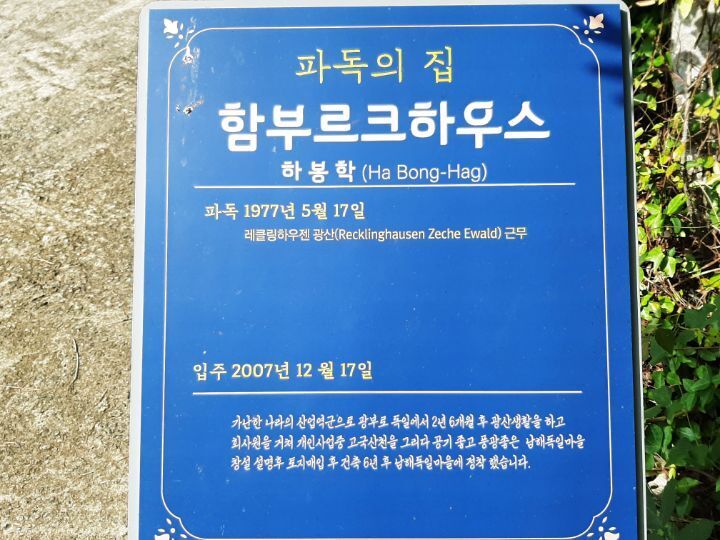 파독의 집
함부르크하우스
하봉학 (Ha Bong-Hag)
파독 1977년 5월 17일
레클링하우젠 광산(Recklinghausen Zeche Ewald) 근무
입주 2007년 12 월 17일
가난한 나라의 산업역군으로 광부로 독일에서 2년 6개월 후 광산생활을 하고
회사원을 거쳐 개인사업중 고국산천을 그리다 공기 좋고 풍광좋은 남해독일마을
창설 설명후 토지매입 후 건축 6년 후 남해독일마을에 정착 했습니다.